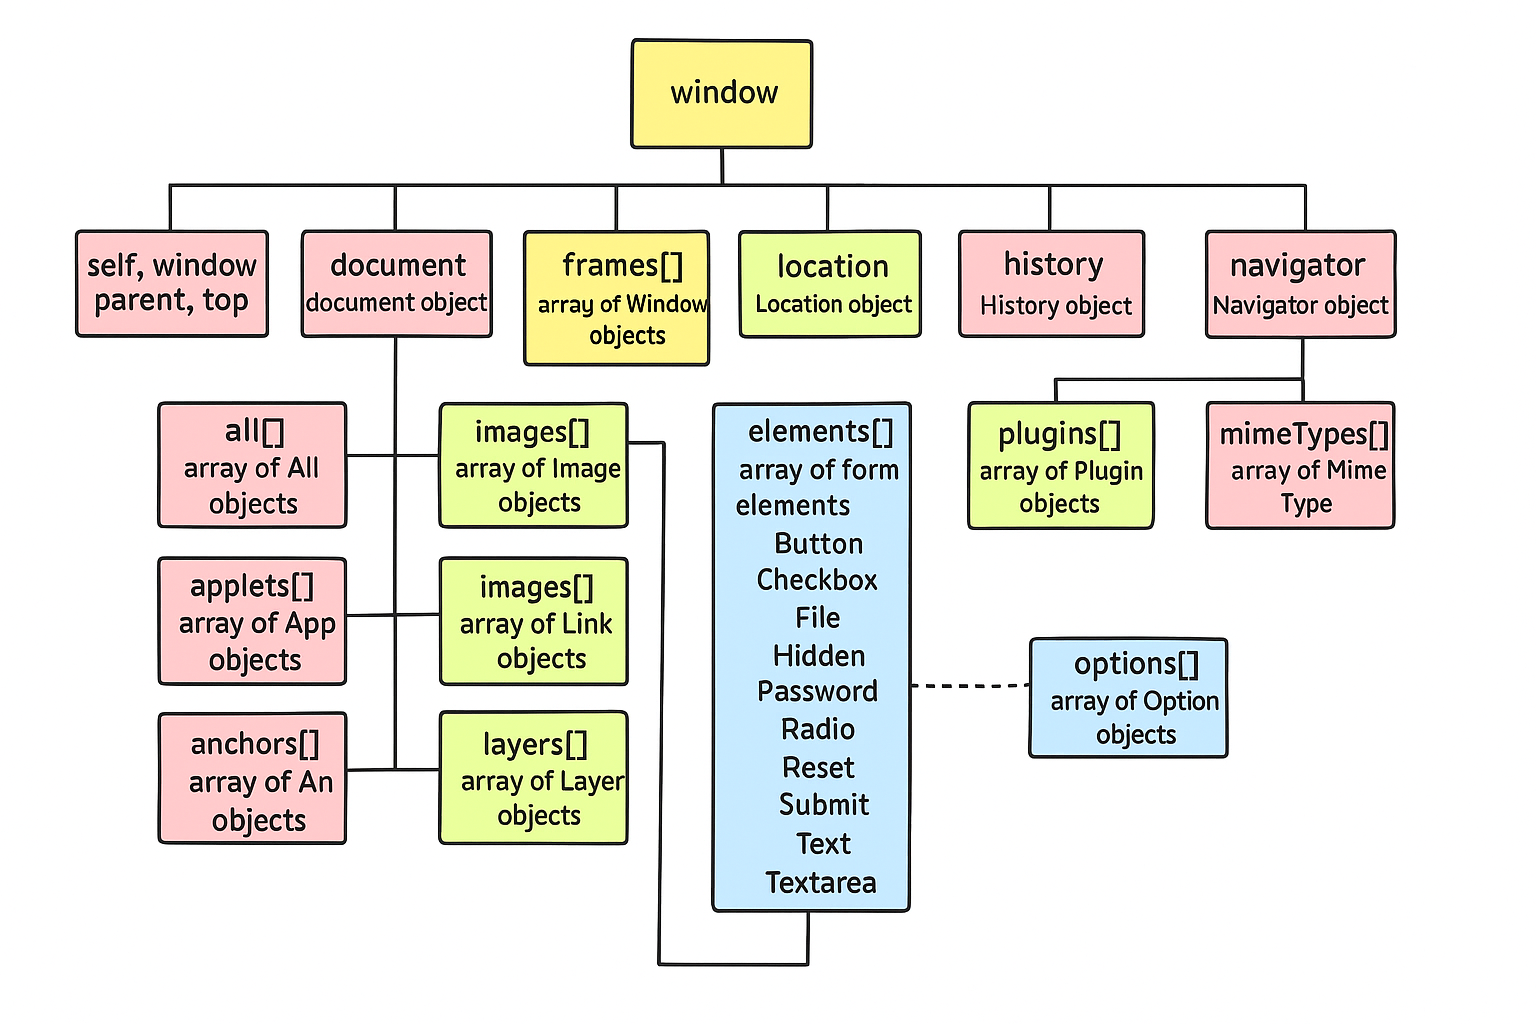 window
self, window
parent, top
document
document object
frames[]
array of Window
objects
location
Location object
history
History object
navigator
Navigator object
all[]
array of All
objects
images[]
array of Image
objects
applets[]
array of App
objects
images[]
array of Link
objects
anchors[]
array of An
objects
layers[]
array of Layer
objects
elements[]
array of form
elements
Button
Checkbox
File
Hidden
Password
Radio
Reset
Submit
Text
Textarea
plugins[]
array of Plugin
objects
mimeTypes[]
array of Mime
Type
options[]
array of Option
objects